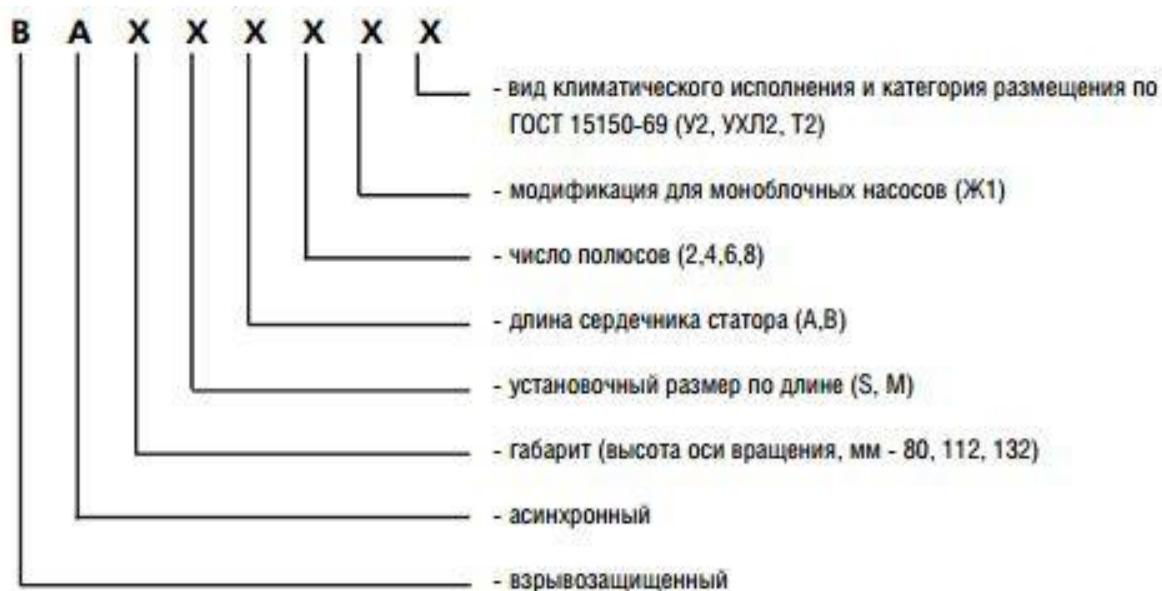 В А Х Х Х Х Х Х
- вид климатического исполнения и категория размещения по
ГОСТ 15150-69 (У2, УХЛ2, Т2)
- модификация для моноблочных насосов (Ж1)
- число полюсов (2,4,6,8)
- длина сердечника статора (А,В)
- установочный размер по длине (S, M)
- габарит (высота оси вращения, мм - 80, 112, 132)
- асинхронный
- взрывозащищенный